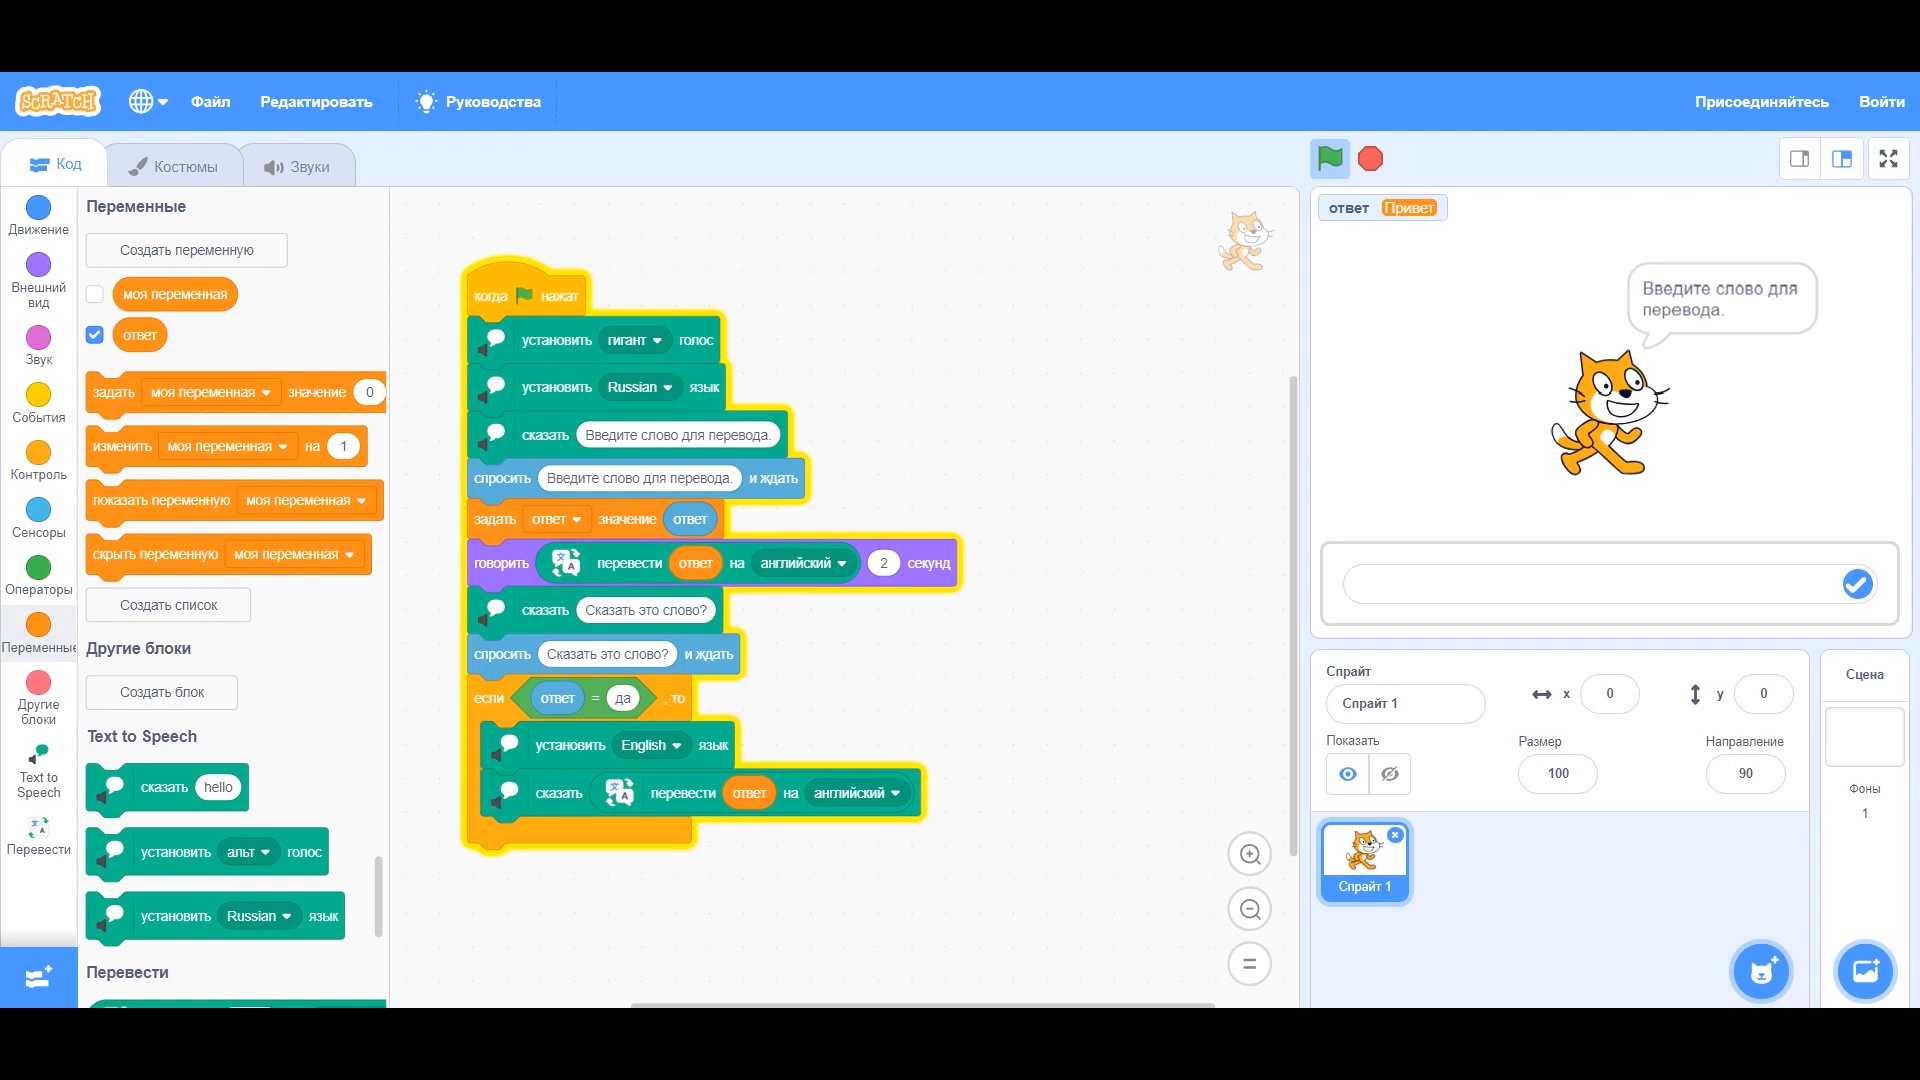 SCRATCH
Файл
Редактировать
Руководства
Присоединяйтесь
Войти
Код
Костюмы
Звуки
Движение
Внешний
вид
Звук
События
Контроль
Сенсоры
Операторы
Переменные
Другие
блоки
Text to
Speech
Перевести
Переменные
Создать переменную
моя переменная
ответ
задать моя переменная значение 0
изменить моя переменная на 1
показать переменную моя переменная
скрыть переменную моя переменная
Создать список
Другие блоки
Создать блок
Text to Speech
сказать hello
установить альт голос
установить Russian язык
Перевести
когда нажат
установить гигант голос
установить Russian язык
сказать Введите слово для перевода.
спросить Введите слово для перевода. и ждать
задать ответ значение ответ
говорить перевести ответ на английский 2 секунд
сказать Сказать это слово?
спросить Сказать это слово? и ждать
если ответ = да , то
установить English язык
сказать перевести ответ на английский
ответ Привет
Введите слово для
перевода.
Спрайт
Спрайт 1
x 0
y 0
Показать
Размер
100
Направление
90
Спрайт 1
Сцена
Фоны
1